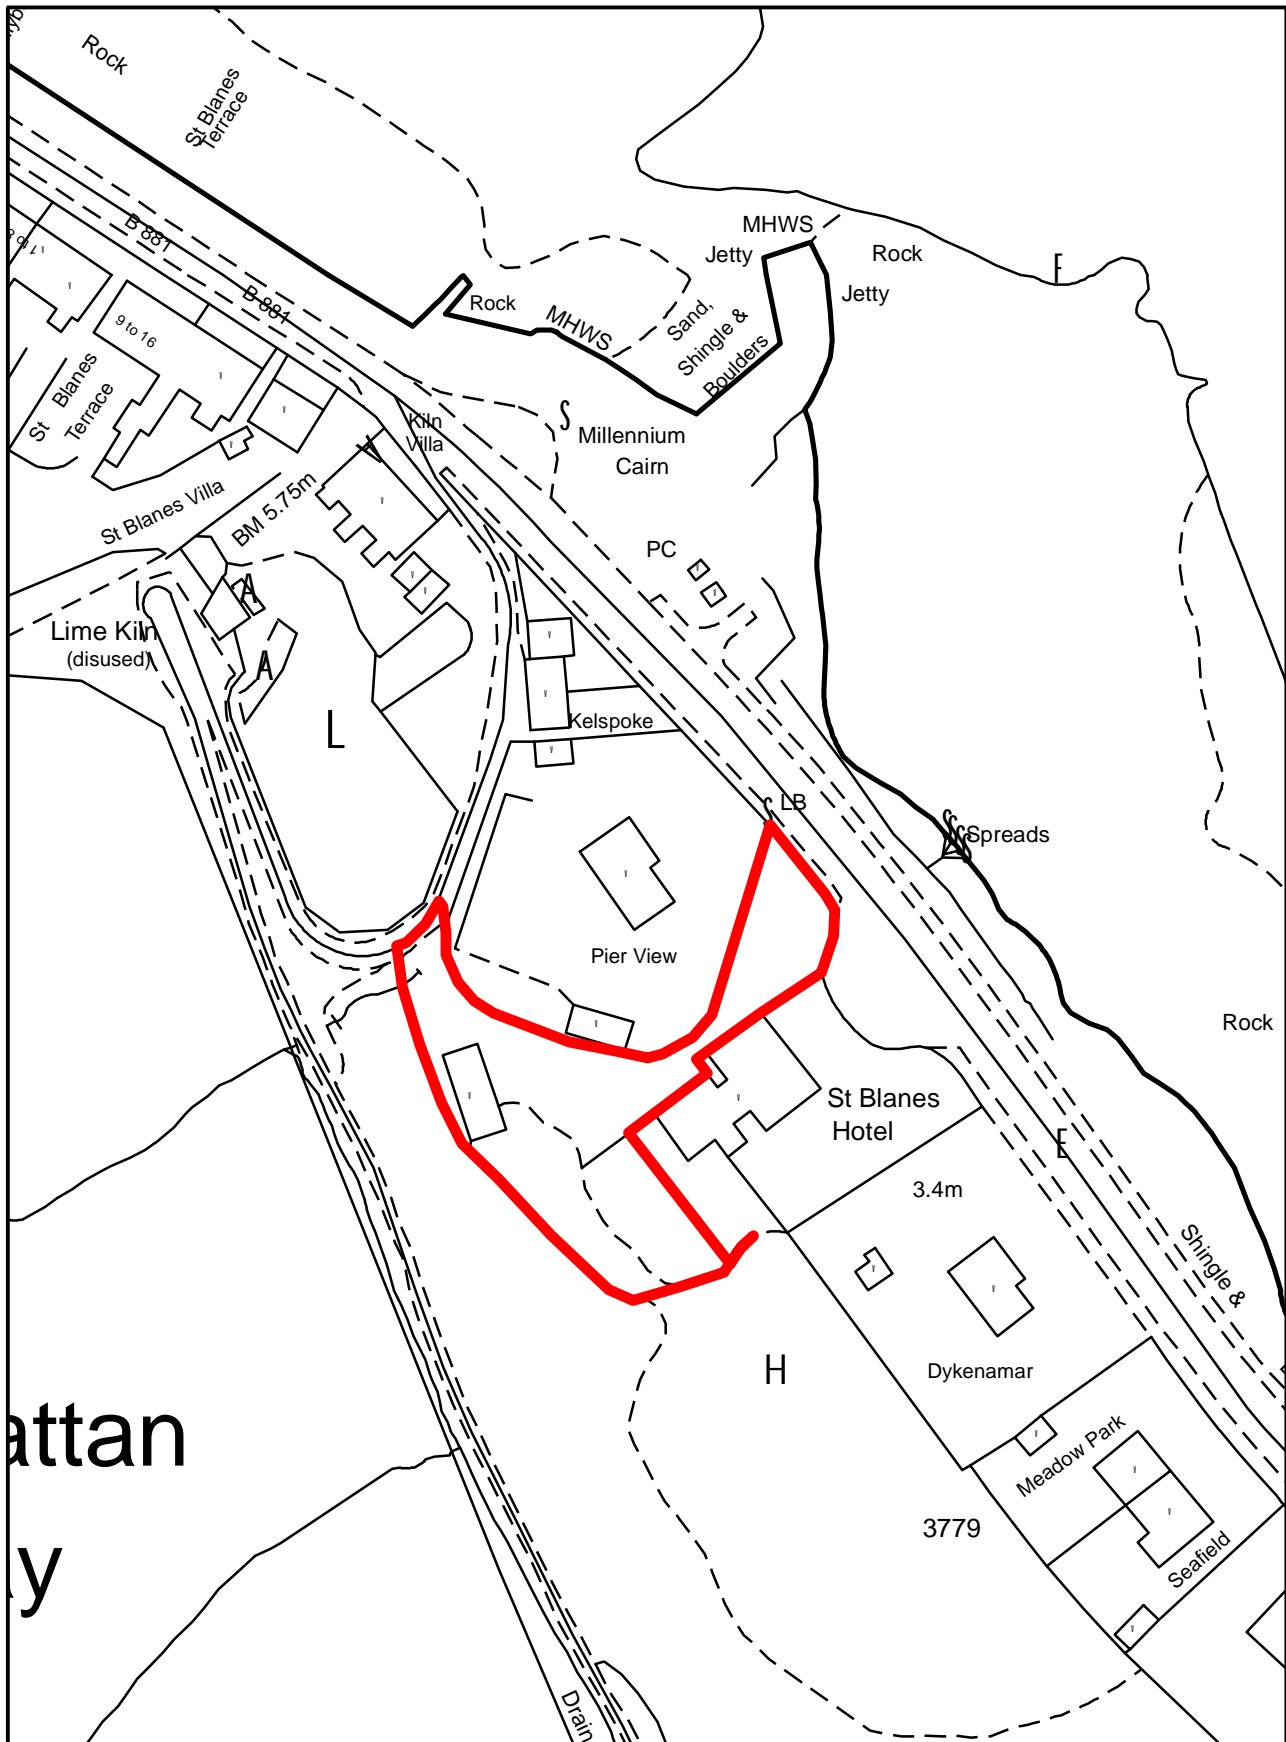 Rock
St Blanes
Terrace
B 881
B 881
MHWS
Jetty
Rock
Jetty
Rock
MHWS
Sand,
Shingle &
Boulders
9 to 16
St Blanes
Terrace
Kiln
Villa
S
Millennium
Cairn
St Blanes Villa
BM 5.75m
PC
A
Lime Kiln
(disused)
A
L
Kelspoke
LB
Spreads
Pier View
Rock
St Blanes
Hotel
3.4m
Shingle &
H
Dykenamar
attan
Meadow Park
3779
Seafield
Drain